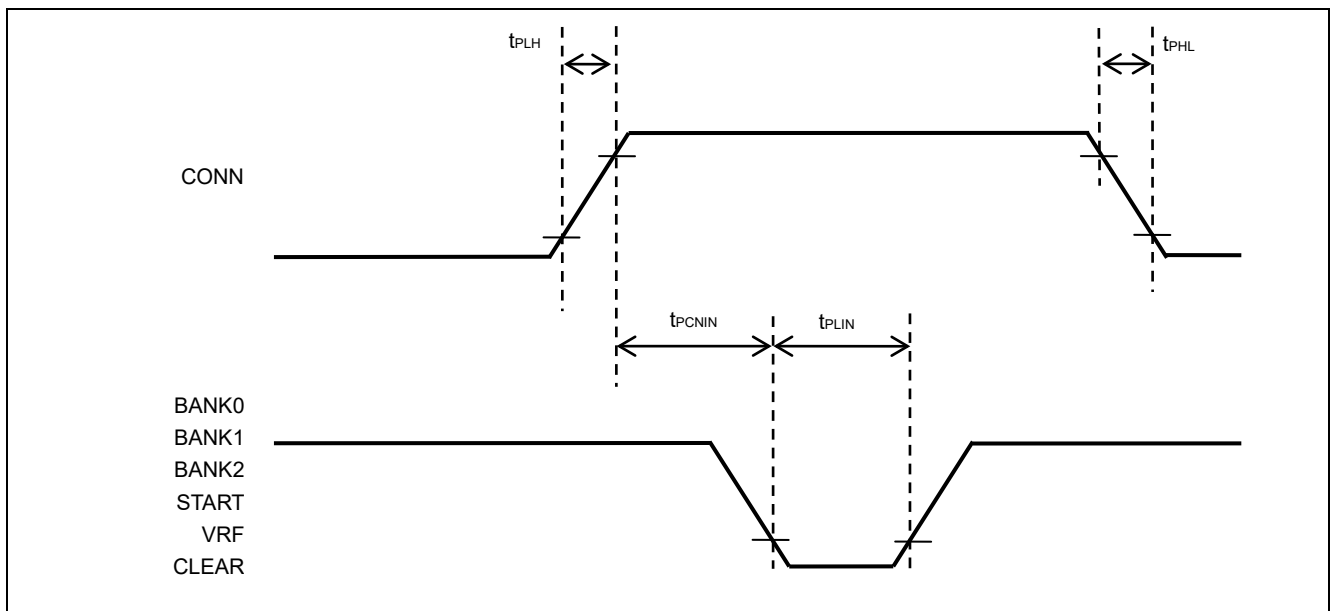 tPLH
tPHL
CONN
tPCNIN
tPLIN
BANK0
BANK1
BANK2
START
VRF
CLEAR